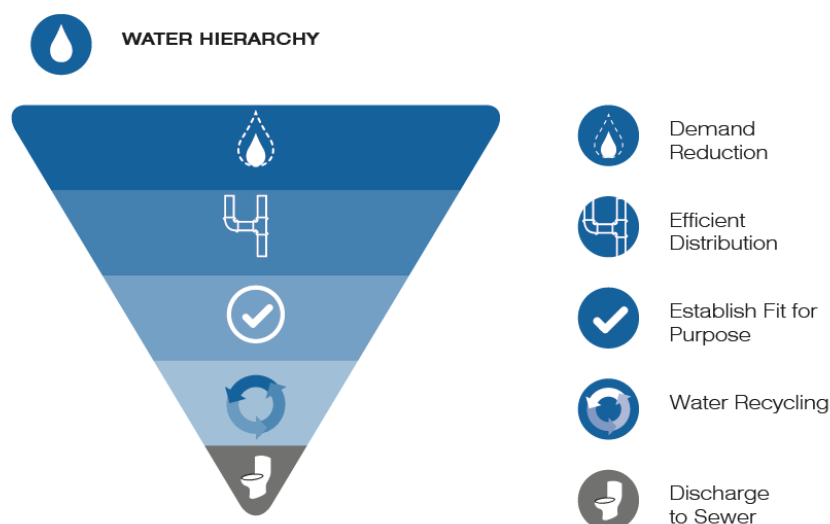 WATER HIERARCHY
Demand
Reduction
Efficient
Distribution
Establish Fit for
Purpose
Water Recycling
Discharge
to Sewer